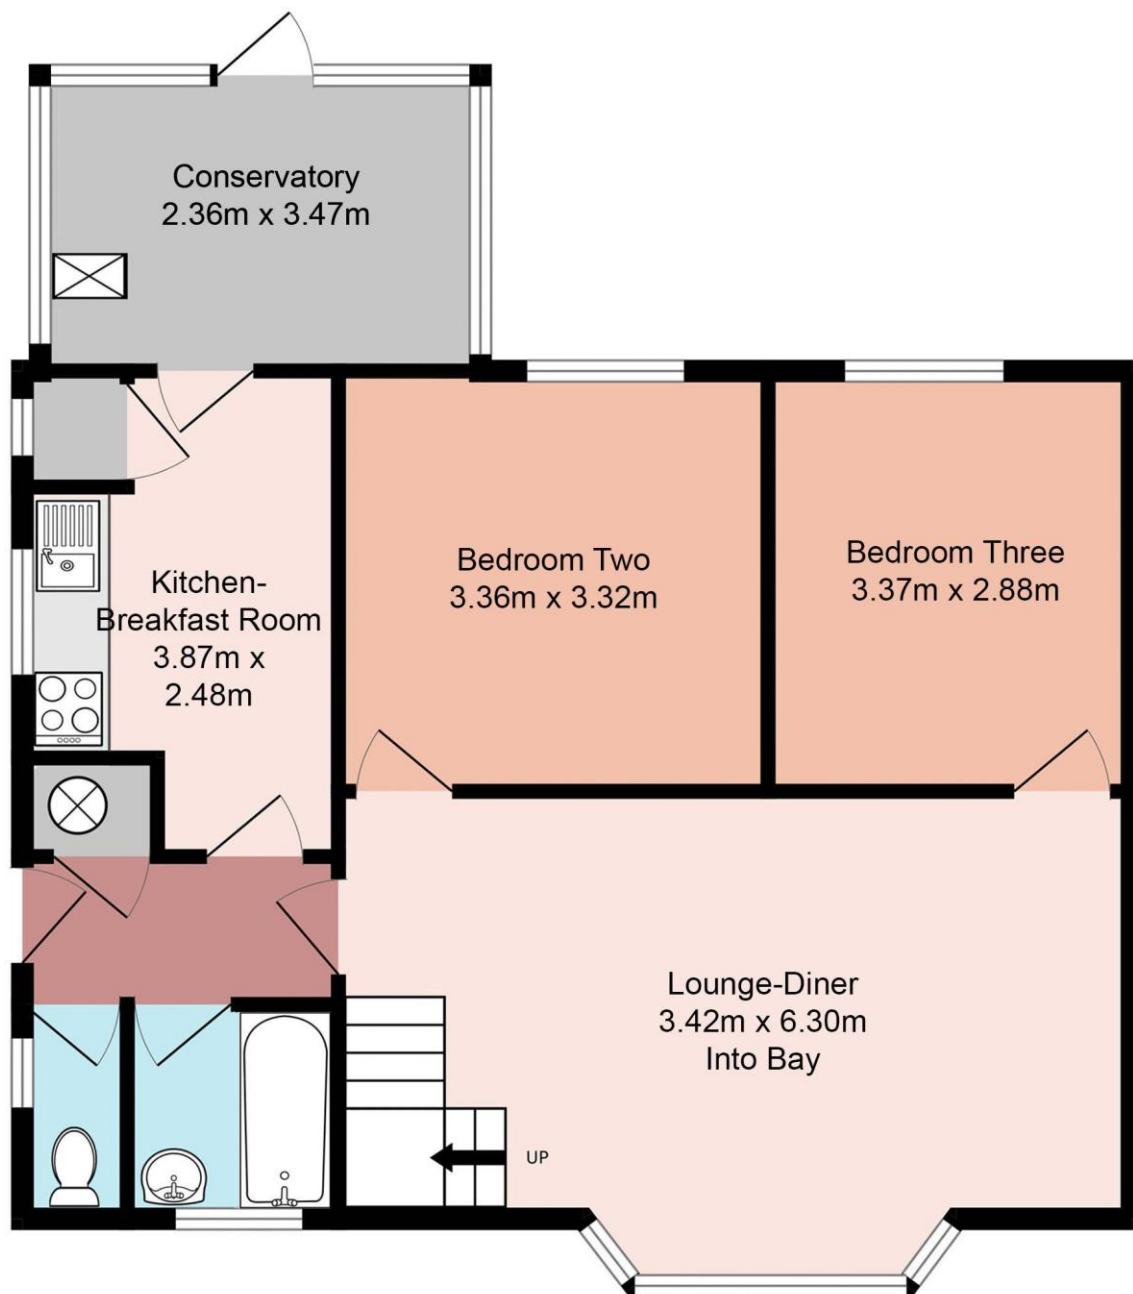 Conservatory
2.36m x 3.47m
Kitchen-
Breakfast Room
3.87m x
2.48m
Bedroom Two
3.36m x 3.32m
Bedroom Three
3.37m x 2.88m
Lounge-Diner
3.42m x 6.30m
Into Bay
UP